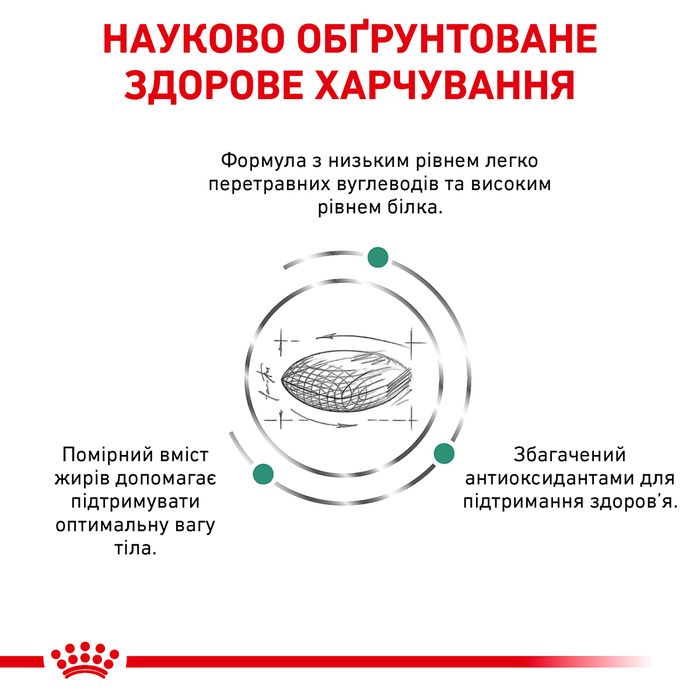 НАУКОВО ОБҐРУНТОВАНЕ
ЗДОРОВЕ ХАРЧУВАННЯ
Формула з низьким рівнем легко
перетравних вуглеводів та високим
рівнем білка.
Помірний вміст
жирів допомагає
підтримувати
оптимальну вагу
тіла.
Збагачений
антиоксидантами для
підтримання здоров’я.